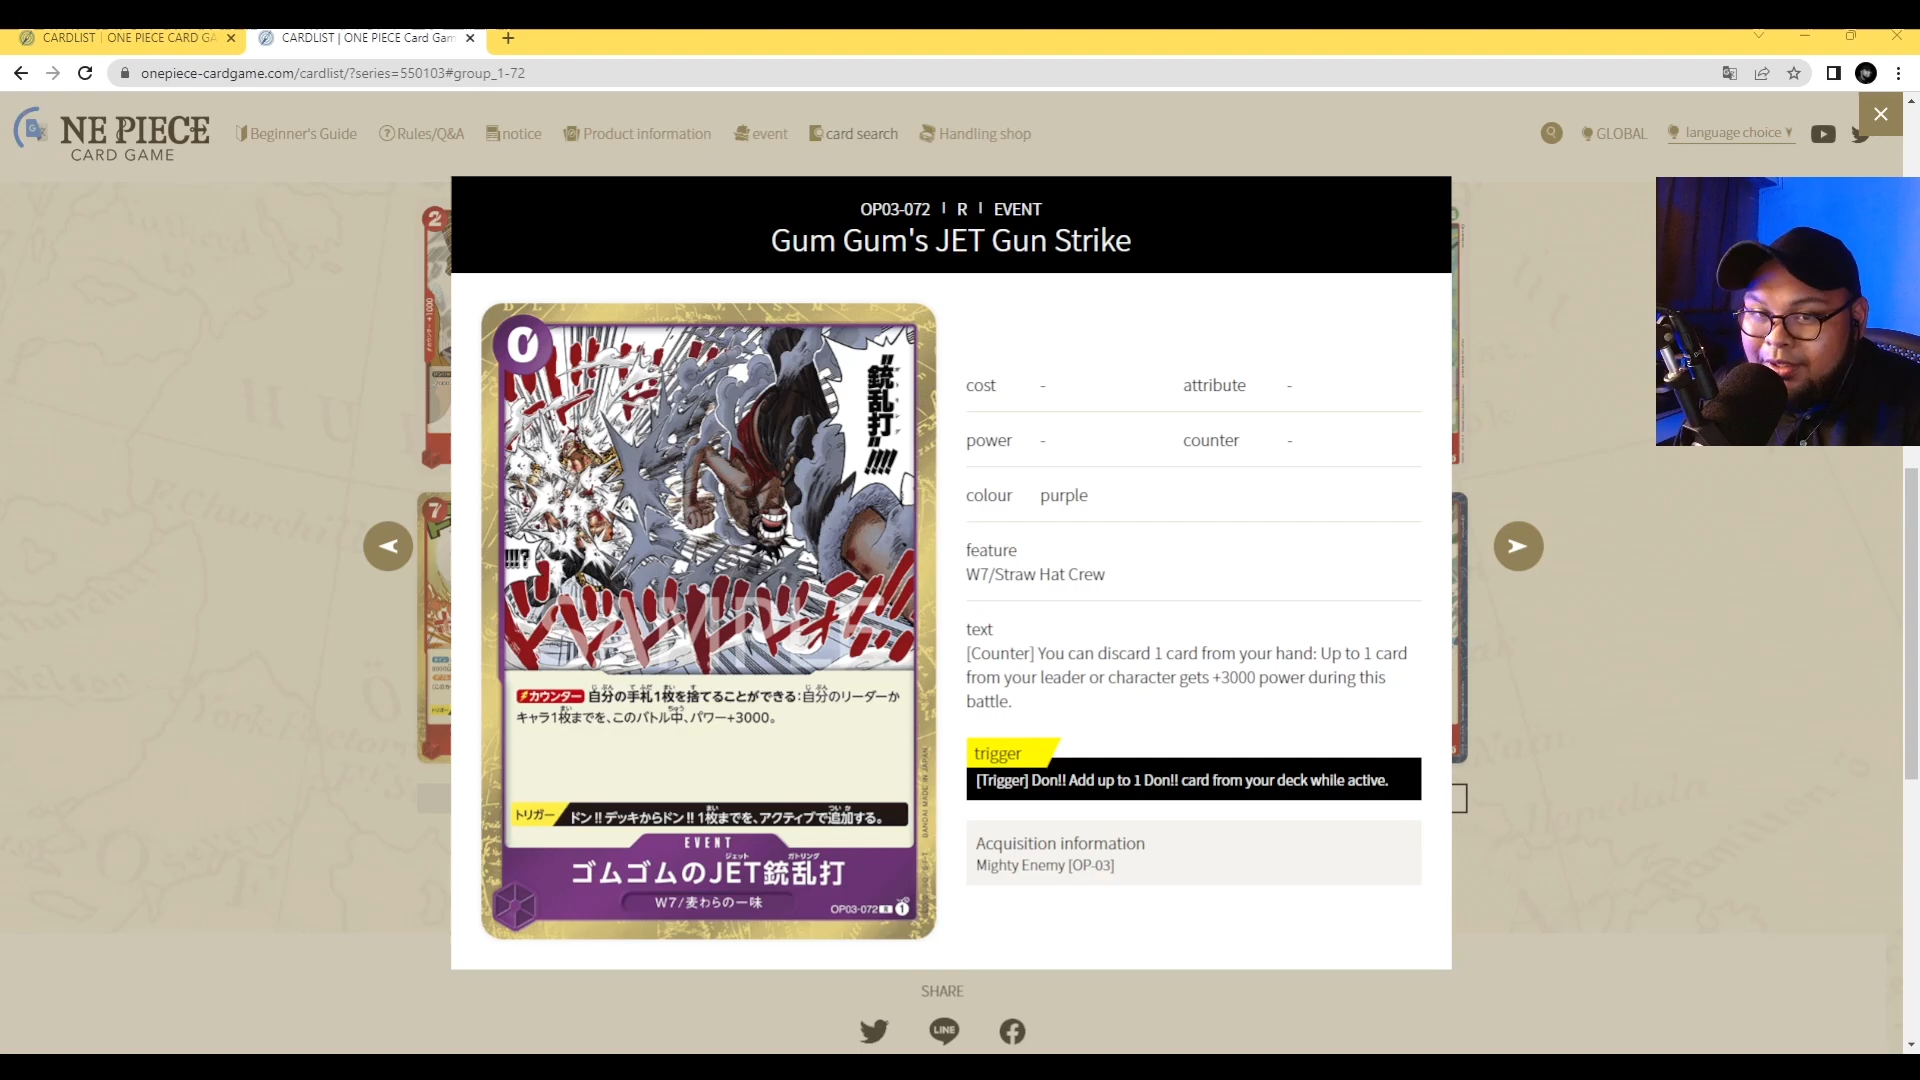 CARDLIST | ONE PIECE CARD GA
CARDLIST | ONE PIECE Card Gam
onepiece-cardgame.com/cardlist/?series=550103#group_1-72
NE PIECE
CARD GAME
Beginner's Guide
Rules/Q&A
notice
Product information
event
card search
Handling shop
GLOBAL
language choice
OP03-072 | R | EVENT
Gum Gum's JET Gun Strike
2
+1000
7
0
"銃乱打"!!!!
!!!?
SAMPLE
カウンター 自分の手札1枚を捨てることができる:自分のリーダーか
キャラ1枚までを、このバトル中、パワー+3000。
トリガー ドン!!デッキからドン!!1枚までを、アクティブで追加する。
BANDAI MADE IN JAPAN
EVENT
ゴムゴムのJET銃乱打
W7/麦わらの一味
OP03-072 R 1
cost -
attribute -
power -
counter -
colour purple
feature
W7/Straw Hat Crew
text
[Counter] You can discard 1 card from your hand: Up to 1 card
from your leader or character gets +3000 power during this
battle.
trigger
[Trigger] Don!! Add up to 1 Don!! card from your deck while active.
Acquisition information
Mighty Enemy [OP-03]
SHARE
LINE